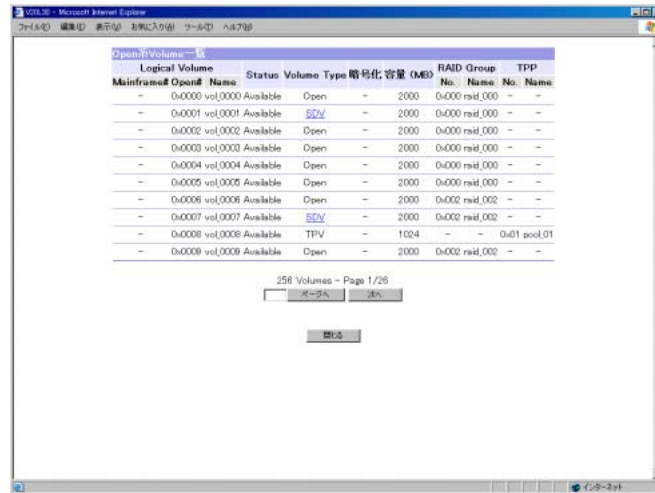 V20L30 - Microsoft Internet Explorer
ファイル(F) 編集(E) 表示(V) お気に入り(A) ツール(T) ヘルプ(H)
Open系Volume一覧
Logical Volume Status Volume Type 暗号化 容量 (MB) RAID Group TPP
Mainframe# Open# Name No. Name No. Name
- 0x0000 vol_0000 Available Open - 2000 0x000 raid_000 - -
- 0x0001 vol_0001 Available SDV - 2000 0x000 raid_000 - -
- 0x0002 vol_0002 Available Open - 2000 0x000 raid_000 - -
- 0x0003 vol_0003 Available Open - 2000 0x000 raid_000 - -
- 0x0004 vol_0004 Available Open - 2000 0x000 raid_000 - -
- 0x0005 vol_0005 Available Open - 2000 0x000 raid_000 - -
- 0x0006 vol_0006 Available Open - 2000 0x002 raid_002 - -
- 0x0007 vol_0007 Available SDV - 2000 0x002 raid_002 - -
- 0x0008 vol_0008 Available TPV - 1024 - - 0x01 pool_01
- 0x0009 vol_0009 Available Open - 2000 0x002 raid_002 - -
256 Volumes - Page 1/26
ページへ 次へ
閉じる
インターネット